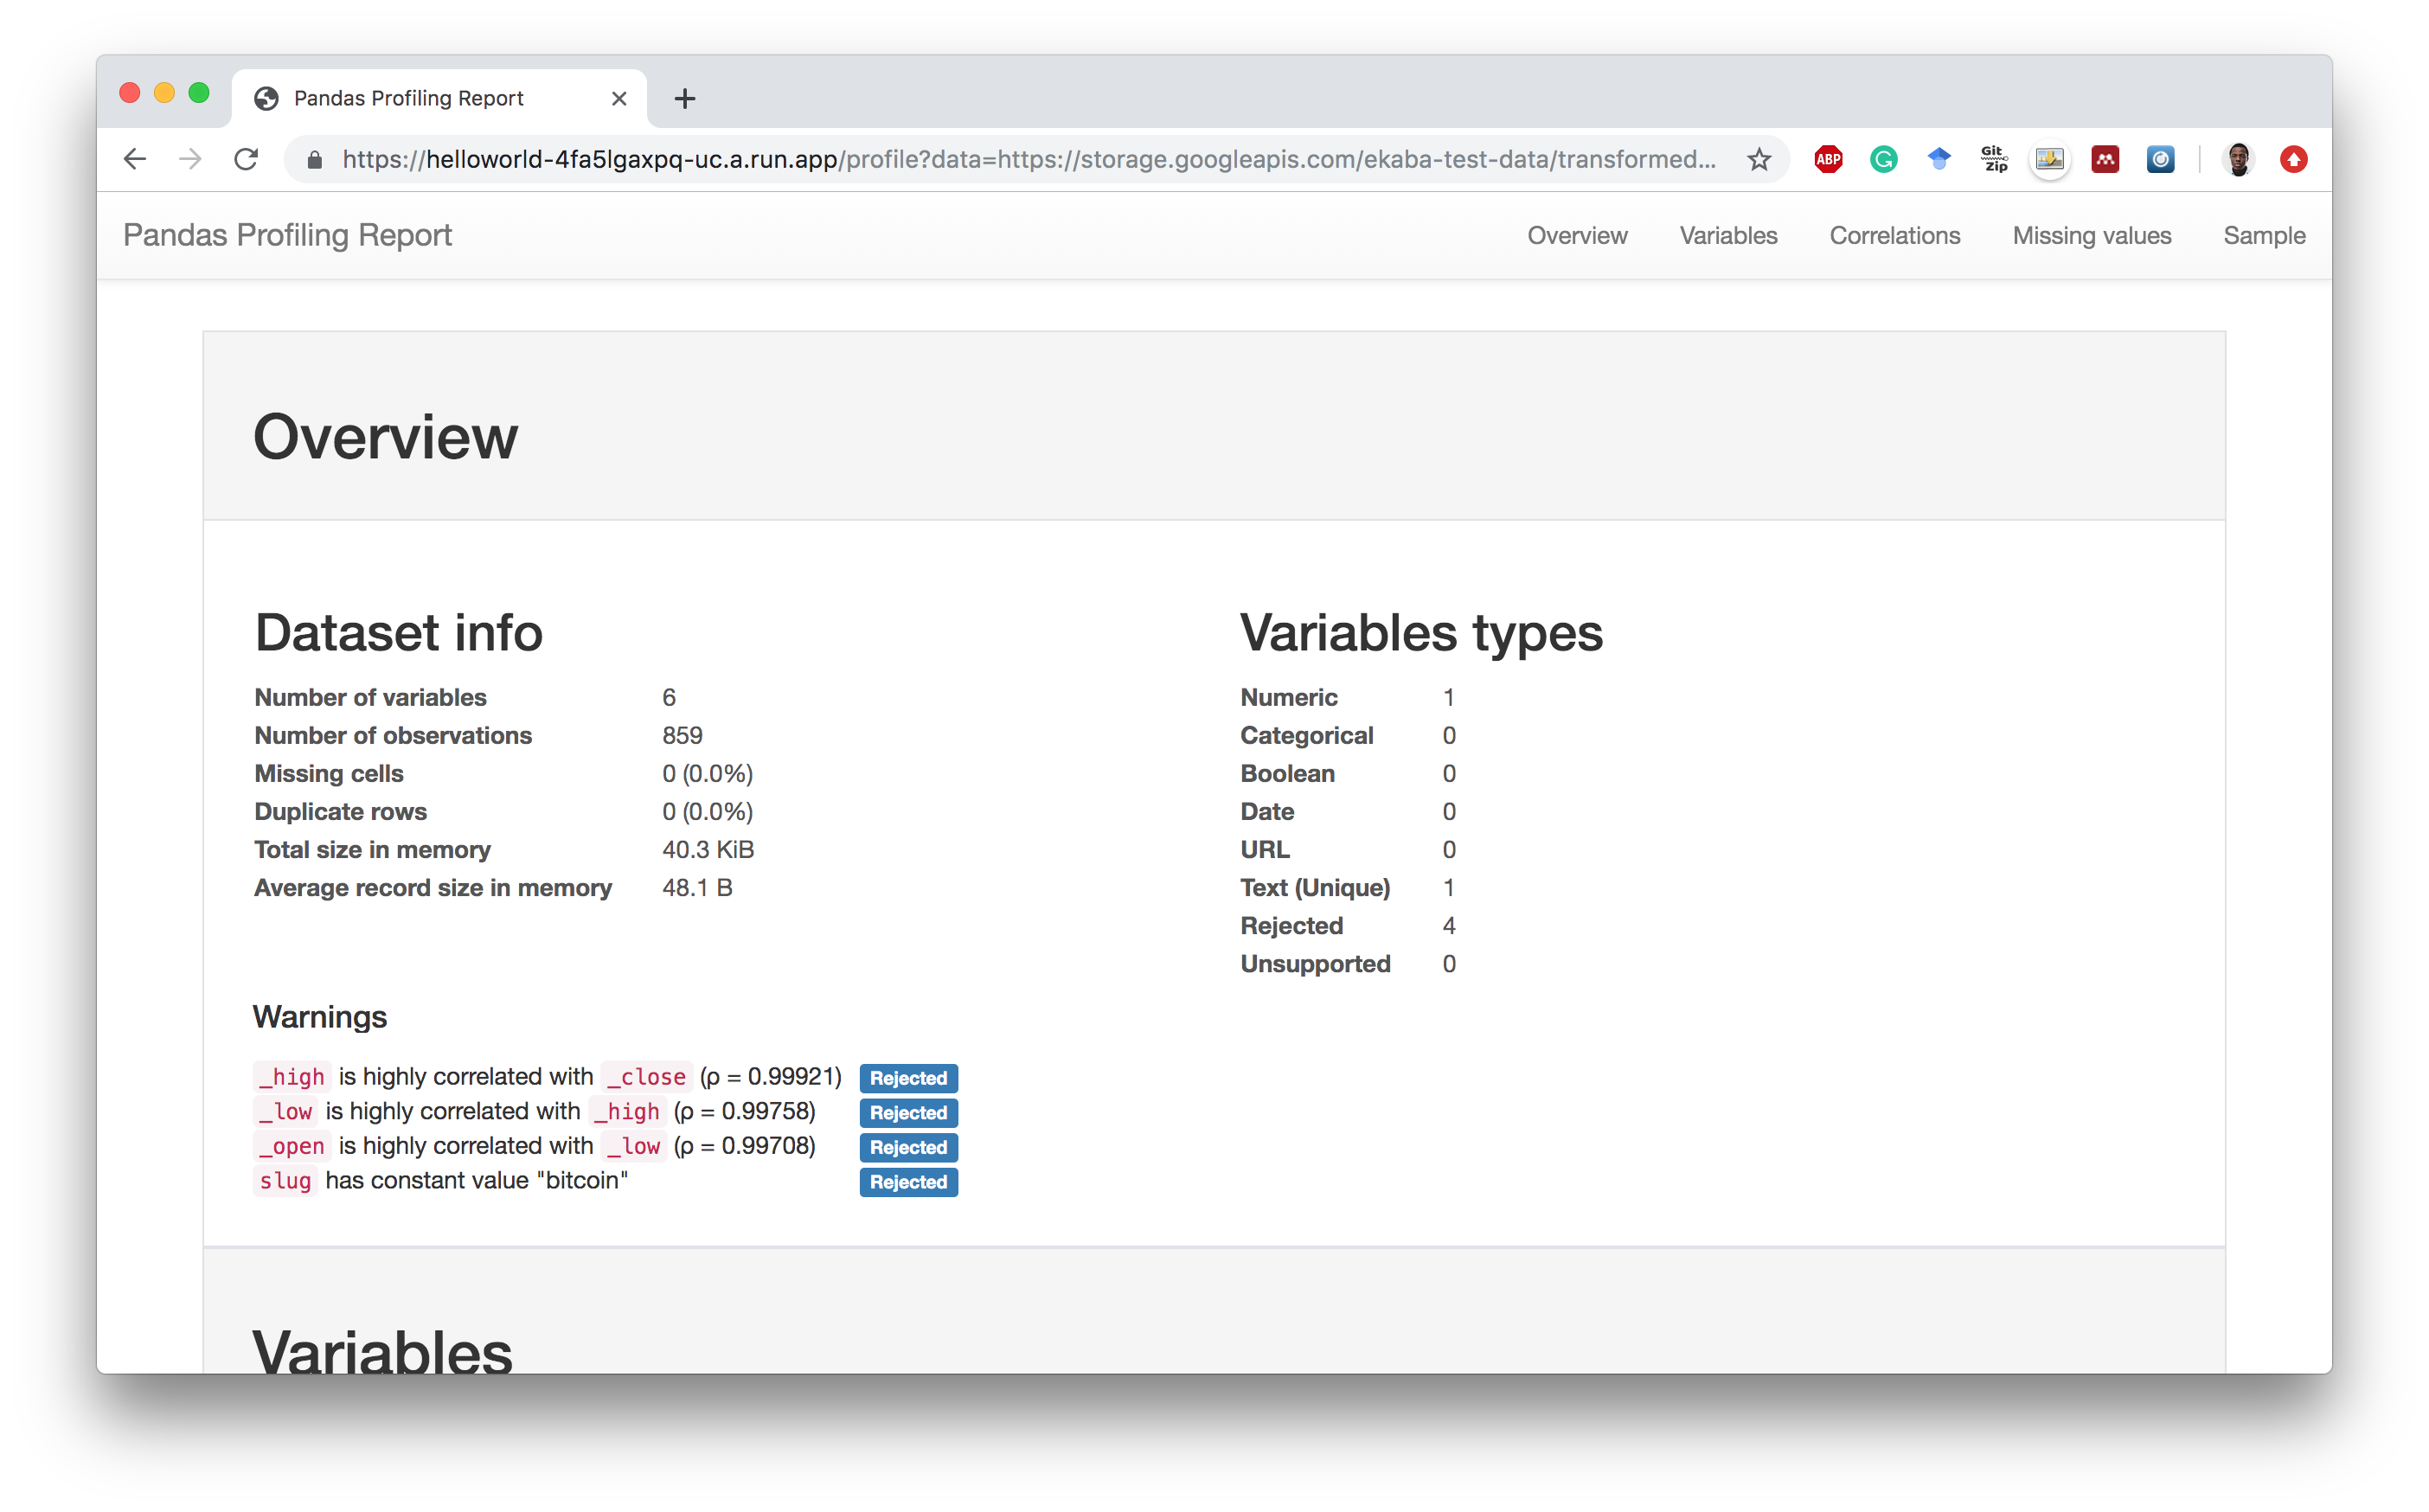 Pandas Profiling Report
https://helloworld-4fa5lgaxpq-uc.a.run.app/profile?data=https://storage.googleapis.com/ekaba-test-data/transformed...
ABP
G
Git
Zip
Pandas Profiling Report
Overview
Variables
Correlations
Missing values
Sample
Overview
Dataset info
Number of variables 6
Number of observations 859
Missing cells 0 (0.0%)
Duplicate rows 0 (0.0%)
Total size in memory 40.3 KiB
Average record size in memory 48.1 B
Variables types
Numeric 1
Categorical 0
Boolean 0
Date 0
URL 0
Text (Unique) 1
Rejected 4
Unsupported 0
Warnings
_high is highly correlated with _close (ρ = 0.99921) Rejected
_low is highly correlated with _high (ρ = 0.99758) Rejected
_open is highly correlated with _low (ρ = 0.99708) Rejected
slug has constant value "bitcoin" Rejected
Variables